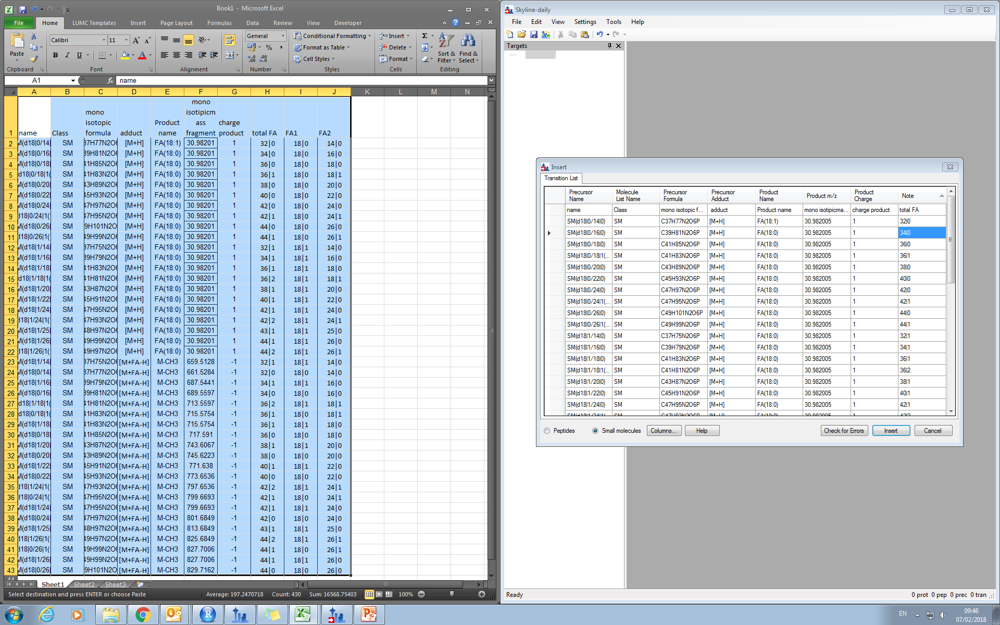 Book1 - Microsoft Excel
File Home LUMC Templates Insert Page Layout Formulas Data Review View Developer
Calibri 11 General
Paste
Conditional Formatting
Format as Table
Cell Styles
Insert
Delete
Format
Sort & Filter
Find & Select
Clipboard Font Alignment Number Styles Cells Editing
A1 fx name
A B C D E F G H I J K L M N
1 name Class mono isotopic formula adduct Product name mono isotipicmass fragment charge product total FA FA1 FA2
2 M(d18|0/14| SM 37H77N2O6 [M+H] FA(18:1) 30.98201 1 32|0 18|0 14|0
3 M(d18|0/16| SM 39H81N2O6 [M+H] FA(18:0) 30.98201 1 34|0 18|0 16|0
4 M(d18|0/18| SM 41H85N2O6 [M+H] FA(18:0) 30.98201 1 36|0 18|0 18|0
5 d18|0/18|1( SM 41H83N2O6 [M+H] FA(18:0) 30.98201 1 36|1 18|0 18|1
6 M(d18|0/20| SM 43H89N2O6 [M+H] FA(18:0) 30.98201 1 38|0 18|0 20|0
7 M(d18|0/22| SM 45H93N2O6 [M+H] FA(18:0) 30.98201 1 40|0 18|0 22|0
8 M(d18|0/24| SM 47H97N2O6 [M+H] FA(18:0) 30.98201 1 42|0 18|0 24|0
9 d18|0/24|1( SM 47H95N2O6 [M+H] FA(18:0) 30.98201 1 42|1 18|0 24|1
10 M(d18|0/26| SM 9H101N2O [M+H] FA(18:0) 30.98201 1 44|0 18|0 26|0
11 d18|0/26|1( SM 49H99N2O6 [M+H] FA(18:0) 30.98201 1 44|1 18|0 26|1
12 M(d18|1/14| SM 37H75N2O6 [M+H] FA(18:0) 30.98201 1 32|1 18|1 14|0
13 M(d18|1/16| SM 39H79N2O6 [M+H] FA(18:0) 30.98201 1 34|1 18|1 16|0
14 M(d18|1/18| SM 41H83N2O6 [M+H] FA(18:0) 30.98201 1 36|1 18|1 18|0
15 d18|1/18|1( SM 41H81N2O6 [M+H] FA(18:0) 30.98201 1 36|2 18|1 18|1
16 M(d18|1/20| SM 43H87N2O6 [M+H] FA(18:0) 30.98201 1 38|1 18|1 20|0
17 M(d18|1/22| SM 45H91N2O6 [M+H] FA(18:0) 30.98201 1 40|1 18|1 22|0
18 M(d18|1/24| SM 47H95N2O6 [M+H] FA(18:0) 30.98201 1 42|1 18|1 24|0
19 d18|1/24|1( SM 47H93N2O6 [M+H] FA(18:0) 30.98201 1 42|2 18|1 24|1
20 M(d18|1/25| SM 48H97N2O6 [M+H] FA(18:0) 30.98201 1 43|1 18|1 25|0
21 M(d18|1/26| SM 49H99N2O6 [M+H] FA(18:0) 30.98201 1 44|1 18|1 26|0
22 d18|1/26|1( SM 49H97N2O6 [M+H] FA(18:0) 30.98201 1 44|2 18|1 26|1
23 M(d18|1/14| SM 37H75N2O6 [M+FA-H] M-CH3 659.5128 -1 32|1 18|1 14|0
24 M(d18|0/14| SM 37H77N2O6 [M+FA-H] M-CH3 661.5284 -1 32|0 18|0 14|0
25 M(d18|1/16| SM 39H79N2O6 [M+FA-H] M-CH3 687.5441 -1 34|1 18|1 16|0
26 M(d18|0/16| SM 39H81N2O6 [M+FA-H] M-CH3 689.5597 -1 34|0 18|0 16|0
27 d18|1/18|1( SM 41H81N2O6 [M+FA-H] M-CH3 713.5597 -1 36|2 18|1 18|1
28 d18|0/18|1( SM 41H83N2O6 [M+FA-H] M-CH3 715.5754 -1 36|1 18|0 18|1
29 M(d18|1/18| SM 41H83N2O6 [M+FA-H] M-CH3 715.5754 -1 36|1 18|1 18|0
30 M(d18|0/18| SM 41H85N2O6 [M+FA-H] M-CH3 717.591 -1 36|0 18|0 18|0
31 M(d18|1/20| SM 43H87N2O6 [M+FA-H] M-CH3 743.6067 -1 38|1 18|1 20|0
32 M(d18|0/20| SM 43H89N2O6 [M+FA-H] M-CH3 745.6223 -1 38|0 18|0 20|0
33 M(d18|1/22| SM 45H91N2O6 [M+FA-H] M-CH3 771.638 -1 40|1 18|1 22|0
34 M(d18|0/22| SM 45H93N2O6 [M+FA-H] M-CH3 773.6536 -1 40|0 18|0 22|0
35 d18|1/24|1( SM 47H93N2O6 [M+FA-H] M-CH3 797.6536 -1 42|2 18|1 24|1
36 d18|0/24|1( SM 47H95N2O6 [M+FA-H] M-CH3 799.6693 -1 42|1 18|0 24|1
37 M(d18|1/24| SM 47H95N2O6 [M+FA-H] M-CH3 799.6693 -1 42|1 18|1 24|0
38 M(d18|0/24| SM 47H97N2O6 [M+FA-H] M-CH3 801.6849 -1 42|0 18|0 24|0
39 M(d18|1/25| SM 48H97N2O6 [M+FA-H] M-CH3 813.6849 -1 43|1 18|1 25|0
40 d18|1/26|1( SM 49H97N2O6 [M+FA-H] M-CH3 825.6849 -1 44|2 18|1 26|1
41 d18|0/26|1( SM 49H99N2O6 [M+FA-H] M-CH3 827.7006 -1 44|1 18|0 26|1
42 M(d18|1/26| SM 49H99N2O6 [M+FA-H] M-CH3 827.7006 -1 44|1 18|1 26|0
43 M(d18|0/26| SM 9H101N2O [M+FA-H] M-CH3 829.7162 -1 44|0 18|0 26|0
Sheet1 Sheet2 Sheet3
Select destination and press ENTER or choose Paste Average: 197.2470718 Count: 430 Sum: 16568.75403 100%
Skyline-daily
File Edit View Settings Tools Help
Targets
Insert
Transition List
Precursor Name Molecule List Name Precursor Formula Precursor Adduct Product Name Product m/z Product Charge Note
name Class mono isotopic f... adduct Product name mono isotipicma... charge product total FA
SM(d18|0/14|0) SM C37H77N2O6P [M+H] FA(18:1) 30.982005 1 32|0
SM(d18|0/16|0) SM C39H81N2O6P [M+H] FA(18:0) 30.982005 1 34|0
SM(d18|0/18|0) SM C41H85N2O6P [M+H] FA(18:0) 30.982005 1 36|0
SM(d18|0/18|1(... SM C41H83N2O6P [M+H] FA(18:0) 30.982005 1 36|1
SM(d18|0/20|0) SM C43H89N2O6P [M+H] FA(18:0) 30.982005 1 38|0
SM(d18|0/22|0) SM C45H93N2O6P [M+H] FA(18:0) 30.982005 1 40|0
SM(d18|0/24|0) SM C47H97N2O6P [M+H] FA(18:0) 30.982005 1 42|0
SM(d18|0/24|1(... SM C47H95N2O6P [M+H] FA(18:0) 30.982005 1 42|1
SM(d18|0/26|0) SM C49H101N2O6P [M+H] FA(18:0) 30.982005 1 44|0
SM(d18|0/26|1(... SM C49H99N2O6P [M+H] FA(18:0) 30.982005 1 44|1
SM(d18|1/14|0) SM C37H75N2O6P [M+H] FA(18:0) 30.982005 1 32|1
SM(d18|1/16|0) SM C39H79N2O6P [M+H] FA(18:0) 30.982005 1 34|1
SM(d18|1/18|0) SM C41H83N2O6P [M+H] FA(18:0) 30.982005 1 36|1
SM(d18|1/18|1(... SM C41H81N2O6P [M+H] FA(18:0) 30.982005 1 36|2
SM(d18|1/20|0) SM C43H87N2O6P [M+H] FA(18:0) 30.982005 1 38|1
SM(d18|1/22|0) SM C45H91N2O6P [M+H] FA(18:0) 30.982005 1 40|1
SM(d18|1/24|0) SM C47H95N2O6P [M+H] FA(18:0) 30.982005 1 42|1
SM(d18|1/24|1(... SM C47H93N2O6P [M+H] FA(18:0) 30.982005 1 42|2
Peptides Small molecules Columns... Help Check for Errors Insert Cancel
Ready 0 prot 0 pep 0 prec 0 tran
EN 09:46
07/02/2018